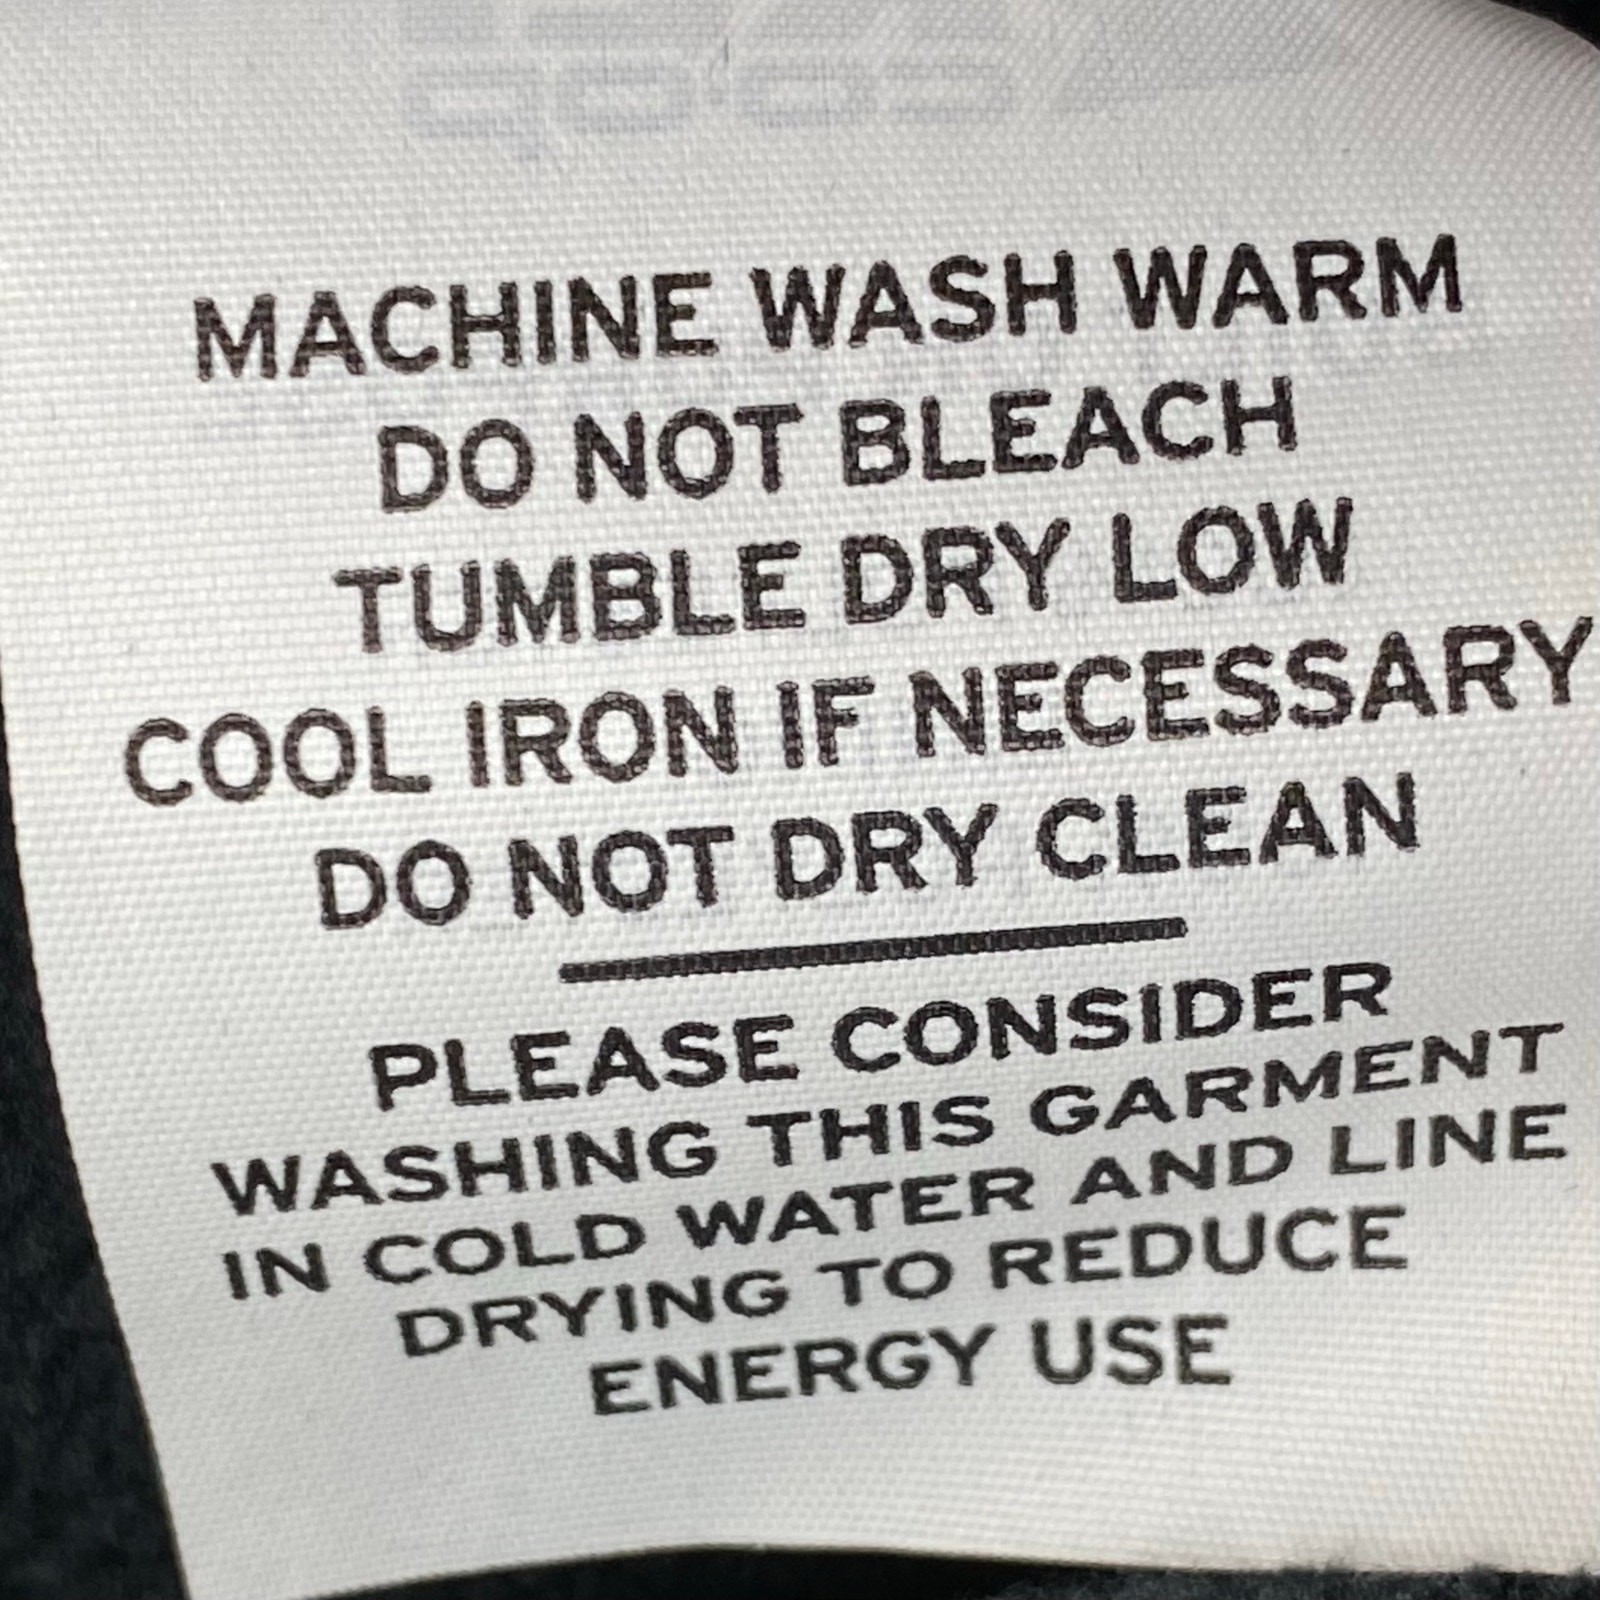 MACHINE WASH WARM
DO NOT BLEACH
TUMBLE DRY LOW
COOL IRON IF NECESSARY
DO NOT DRY CLEAN
PLEASE CONSIDER
WASHING THIS GARMENT
IN COLD WATER AND LINE
DRYING TO REDUCE
ENERGY USE